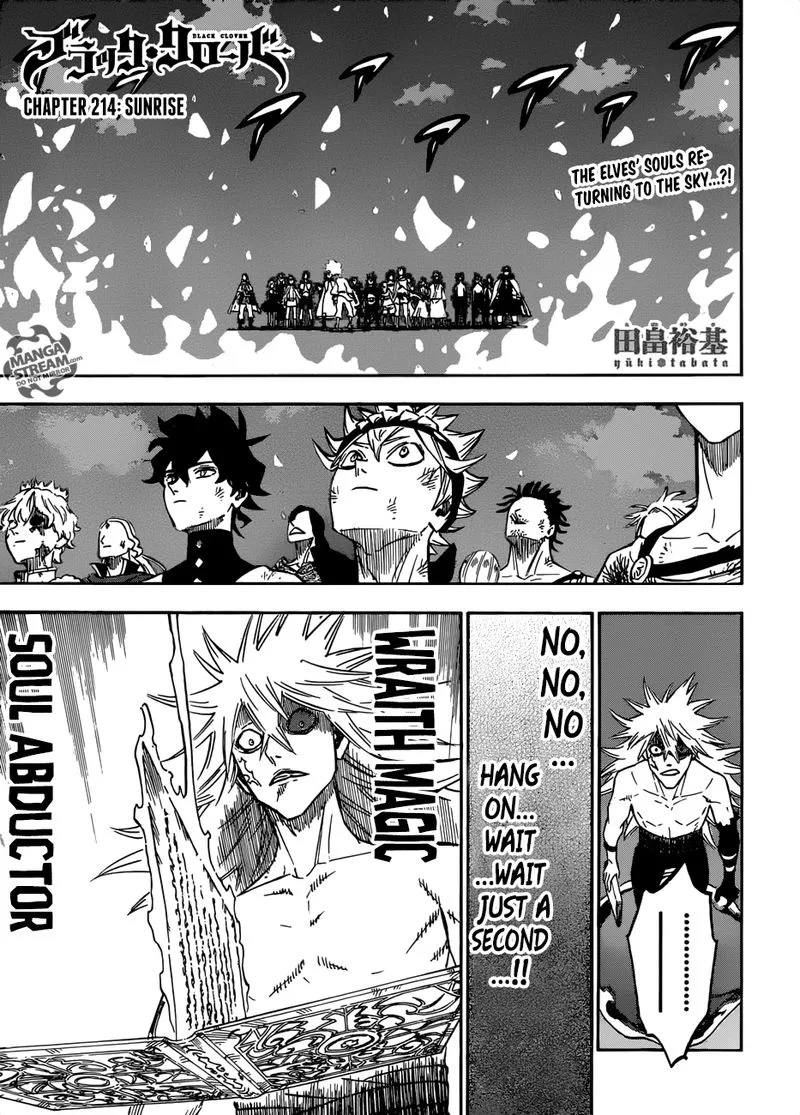 ブラック・クローバー
BLACK CLOVER
CHAPTER 214: SUNRISE
THE ELVES' SOULS RE-
TURNING TO THE SKY...?!
田畠裕基
yūki tabata
MANGA
STREAM.com
DO NOT MIRROR!
NO,
NO,
NO
...
HANG
ON...
WAIT
...WAIT
JUST A
SECOND
...!!
WRAITH MAGIC
SOUL ABDUCTOR